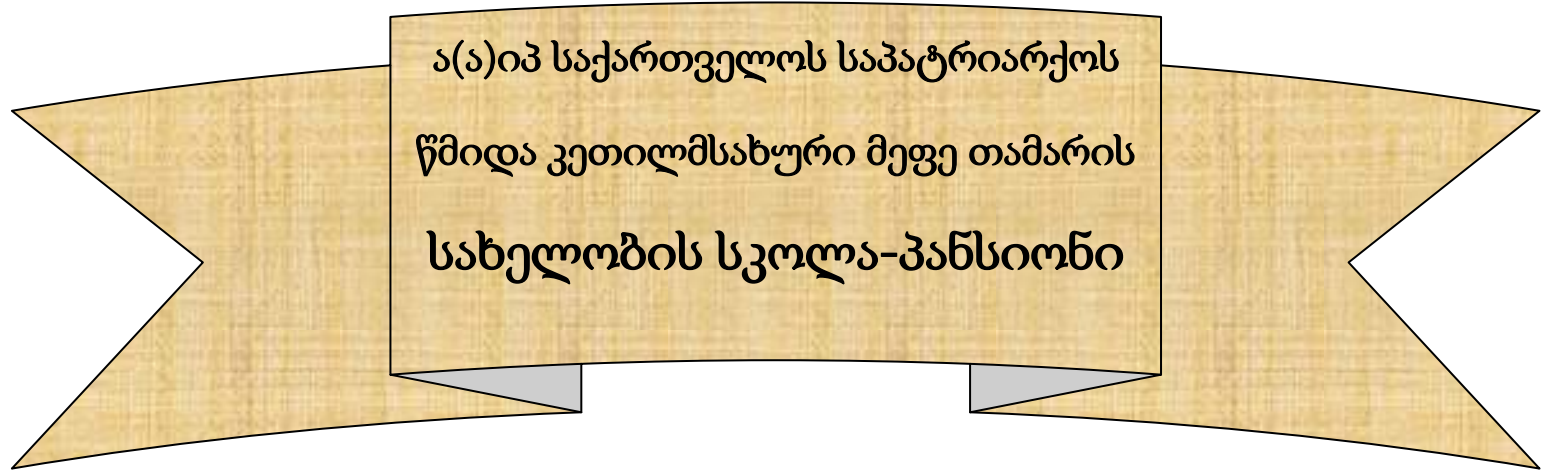 ა(ა)იპ საქართველოს საპატრიარქოს
წმიდა კეთილმსახური მეფე თამარის
სახელობის სკოლა-პანსიონი